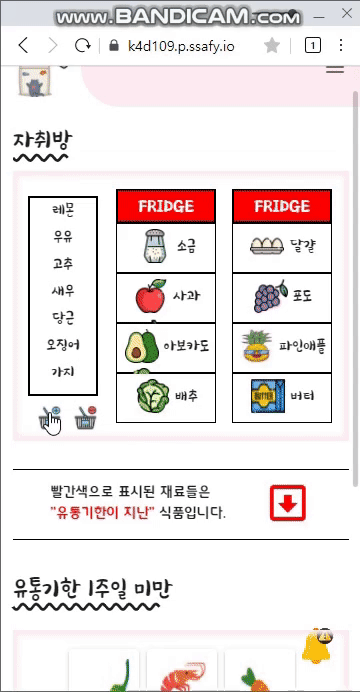 www.BANDICAM.com
k4d109.p.ssafy.io
1
자취방
레몬
우유
고추
새우
당근
오징어
가지
FRIDGE
소금
사과
아보카도
배추
FRIDGE
달걀
포도
파인애플
BUTTER
버터
빨간색으로 표시된 재료들은
"유통기한이 지난" 식품입니다.
유통기한 1주일 미만